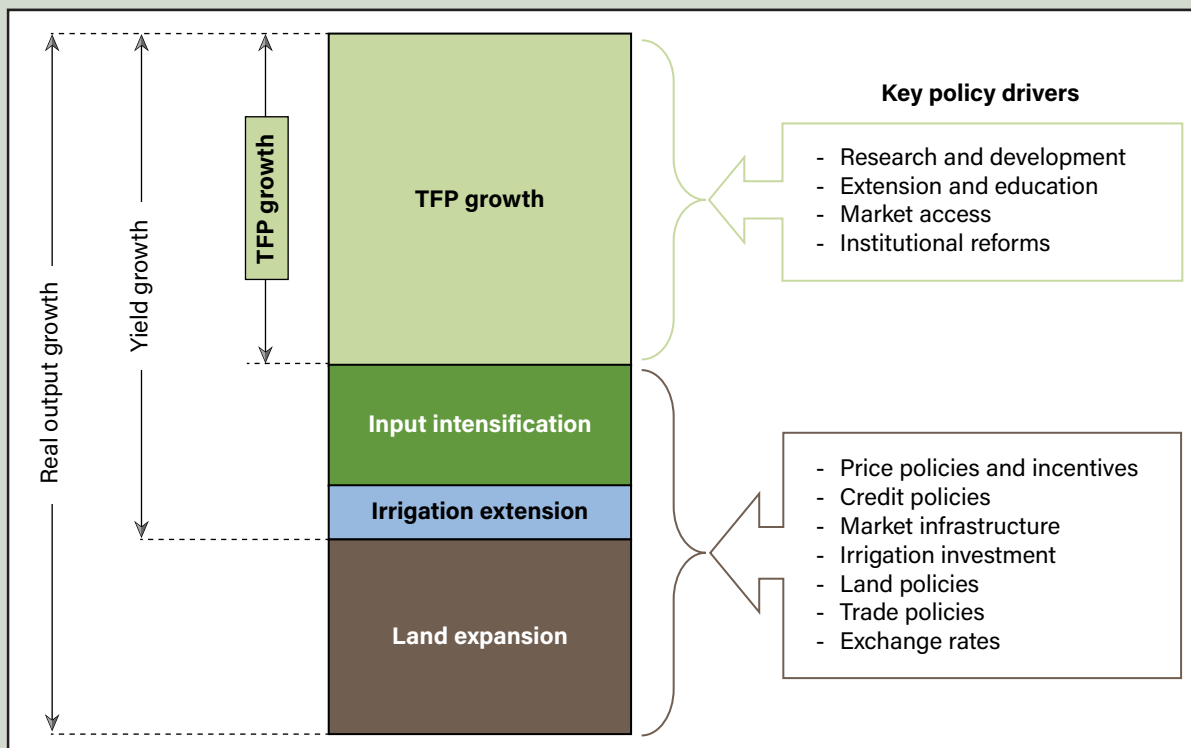 Real output growth
Yield growth
TFP growth
TFP growth
Input intensification
Irrigation extension
Land expansion
Key policy drivers
- Research and development
- Extension and education
- Market access
- Institutional reforms
- Price policies and incentives
- Credit policies
- Market infrastructure
- Irrigation investment
- Land policies
- Trade policies
- Exchange rates